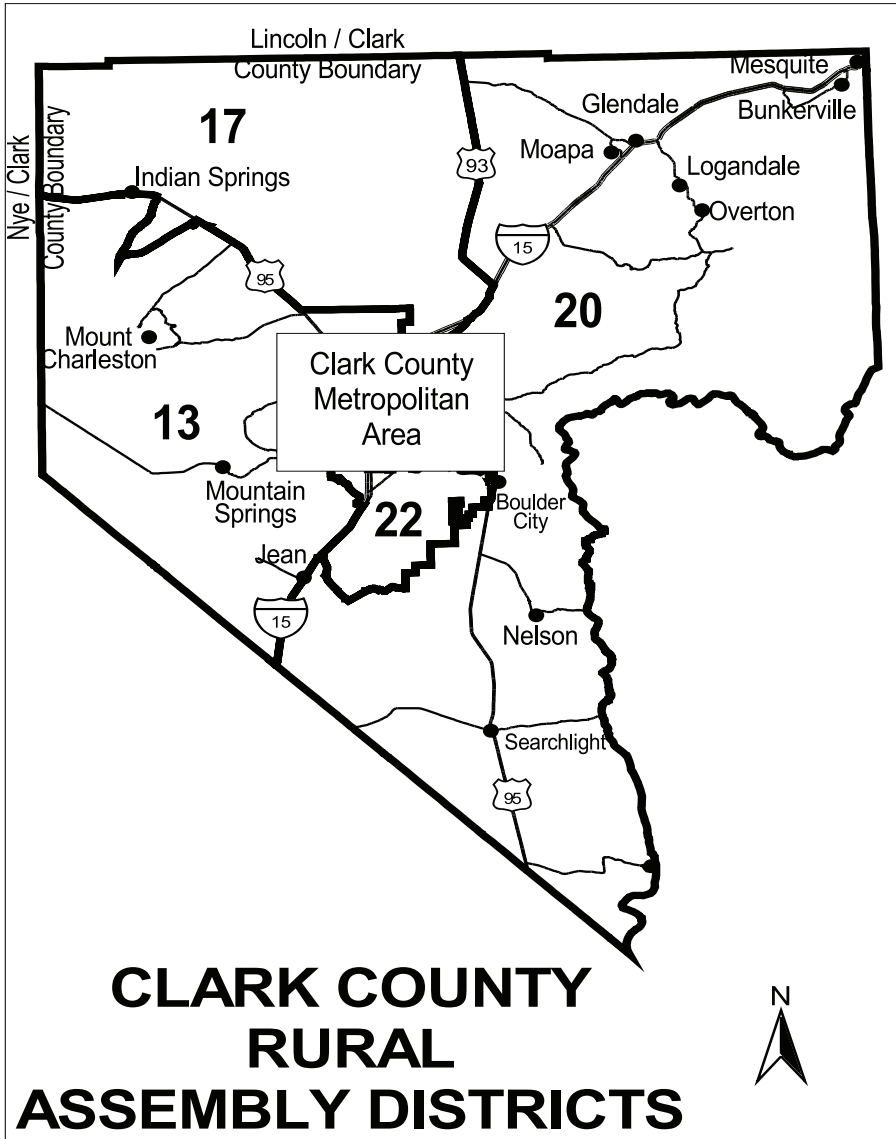 Lincoln / Clark
County Boundary
Mesquite
Bunkerville
Glendale
17
Moapa
93
Nye / Clark
County Boundary
Indian Springs
Logandale
Overton
15
95
20
Mount
Charleston
Clark County
Metropolitan
Area
13
Mountain
Springs
22
Boulder
City
Jean
15
Nelson
Searchlight
95
CLARK COUNTY
RURAL
ASSEMBLY DISTRICTS
N